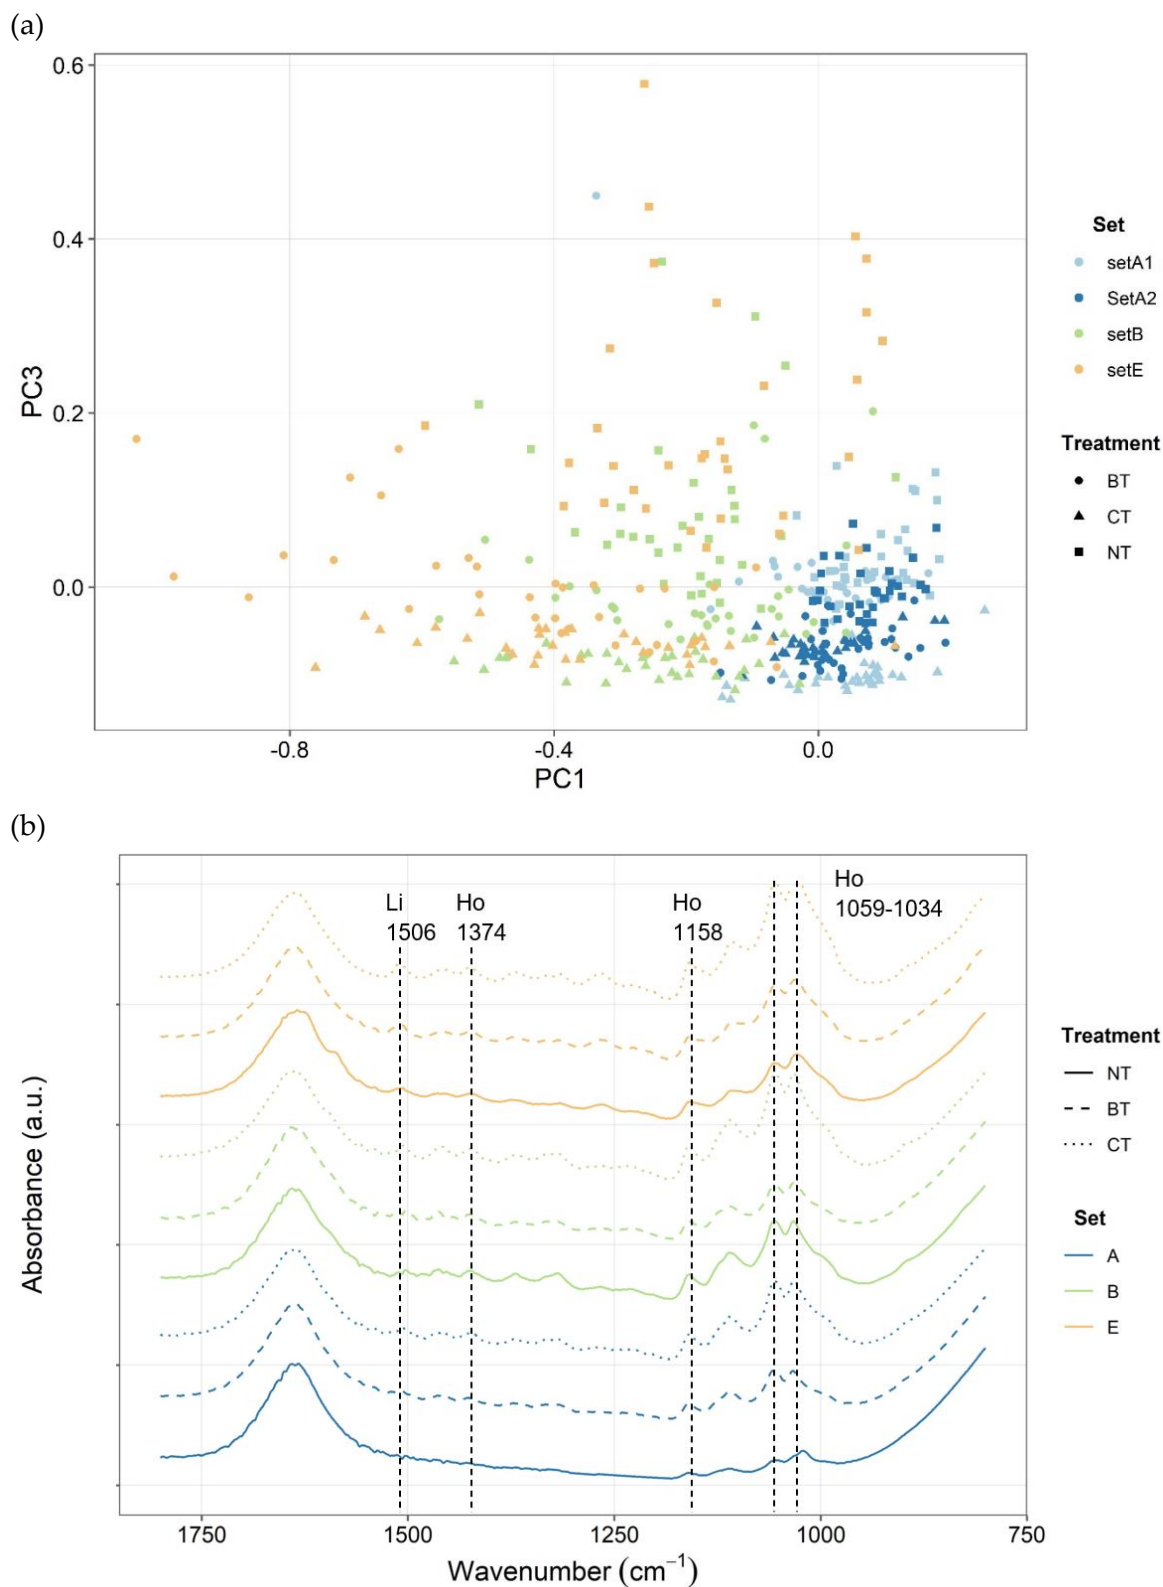 (a)
0.6
0.4
0.2
0.0
PC3
-0.8 -0.4 0.0
PC1
Set
setA1
SetA2
setB
setE
Treatment
BT
CT
NT
(b)
Li
1506
Ho
1374
Ho
1158
Ho
1059-1034
Absorbance (a.u.)
1750 1500 1250 1000 750
Wavenumber (cm⁻¹)
Treatment
NT
BT
CT
Set
A
B
E